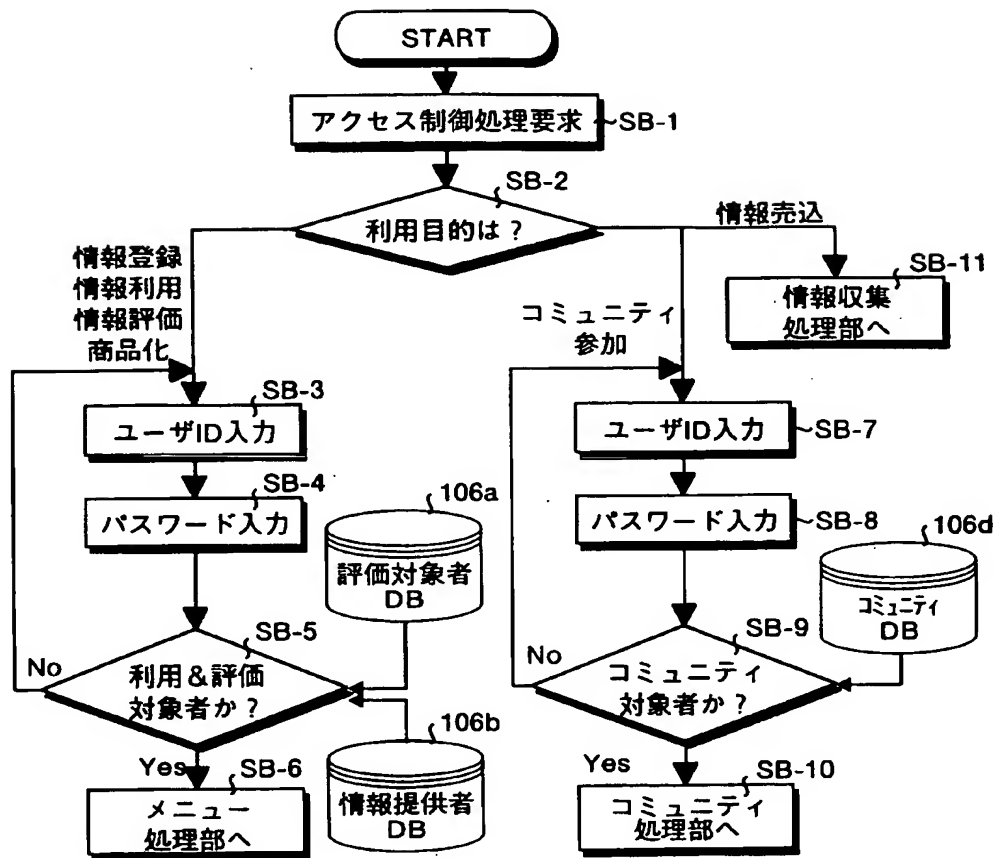 START
アクセス制御処理要求
SB-1
SB-2
利用目的は？
情報登録
情報利用
情報評価
商品化
コミュニティ
参加
情報売込
SB-11
情報収集
処理部へ
SB-3
ユーザID入力
SB-4
パスワード入力
106a
評価対象者
DB
SB-5
No
利用＆評価
対象者か？
106b
情報提供者
DB
Yes
SB-6
メニュー
処理部へ
ユーザID入力
SB-7
パスワード入力
SB-8
106d
コミュニティ
DB
SB-9
No
コミュニティ
対象者か？
Yes
SB-10
コミュニティ
処理部へ